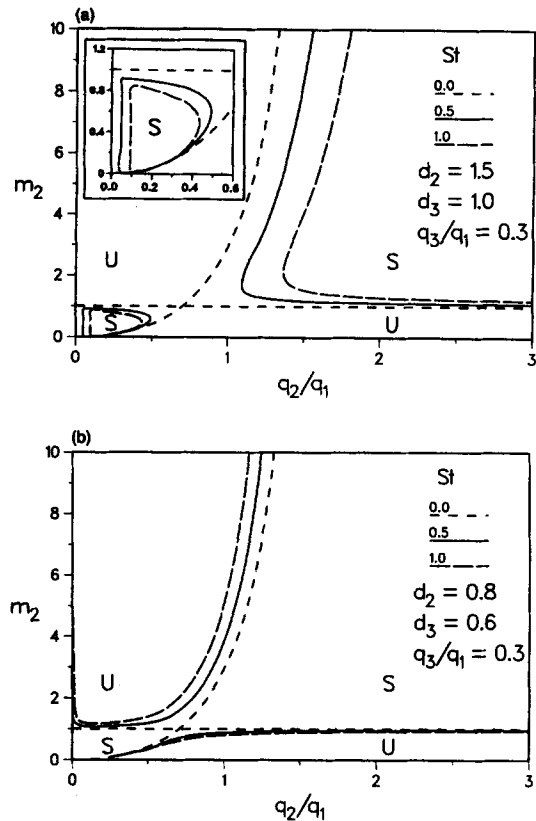 (a)
10
8
6
4
2
0
m₂
1.2
0.8
0.4
0
0.0
0.2
0.4
0.6
S
St
0.0
0.5
1.0
d₂ = 1.5
d₃ = 1.0
q₃/q₁ = 0.3
U
S
S
U
0
1
2
3
q₂/q₁
(b)
10
8
6
4
2
0
m₂
St
0.0
0.5
1.0
d₂ = 0.8
d₃ = 0.6
q₃/q₁ = 0.3
U
S
S
U
0
1
2
3
q₂/q₁